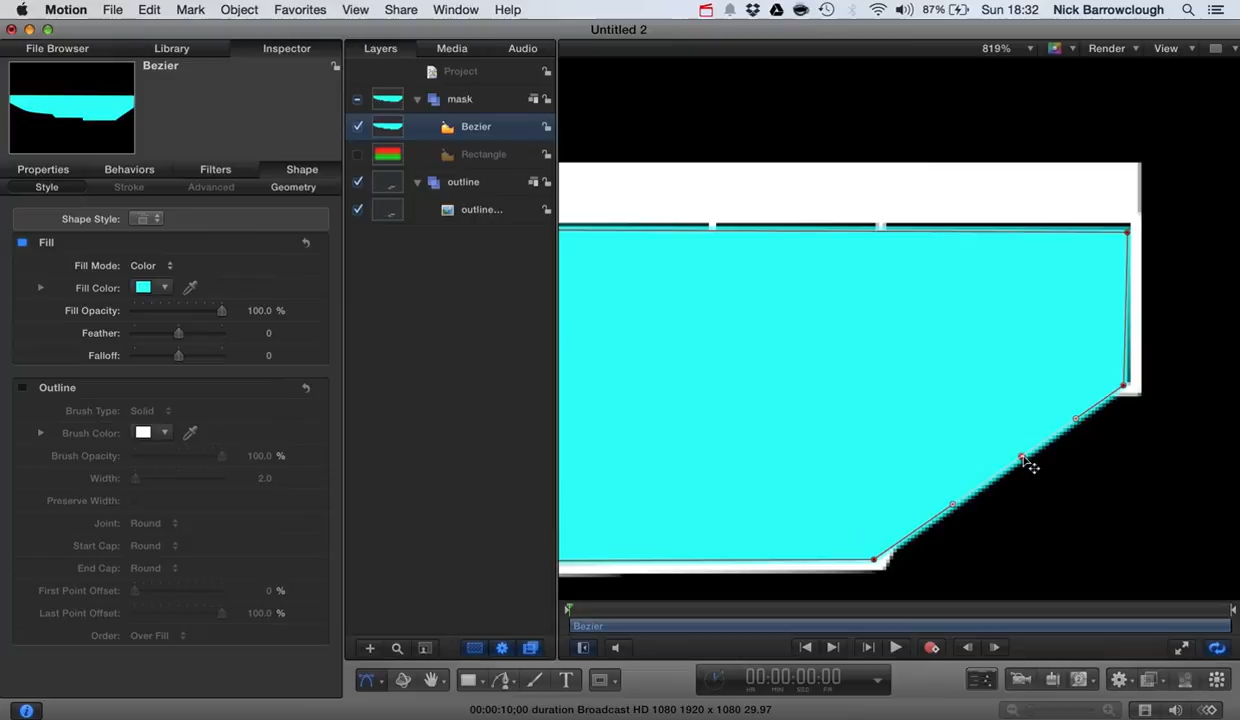 Motion File Edit Mark Object Favorites View Share Window Help 87% Sun 18:32 Nick Barrowclough
Untitled 2
File Browser Library Inspector Layers Media Audio 819% Render View
Bezier
Project
mask
Bezier
Rectangle
outline
outline...
Properties Behaviors Filters Shape
Style Stroke Advanced Geometry
Shape Style:
Fill
Fill Mode: Color
Fill Color:
Fill Opacity: 100.0 %
Feather: 0
Falloff: 0
Outline
Brush Type: Solid
Brush Color:
Brush Opacity: 100.0 %
Width: 2.0
Preserve Width:
Joint: Round
Start Cap: Round
End Cap: Round
First Point Offset: 0 %
Last Point Offset: 100.0 %
Order: Over Fill
Bezier
T
00:00:00:00
HR MIN SEC FR
00:00:10;00 duration Broadcast HD 1080 1920 x 1080 29.97